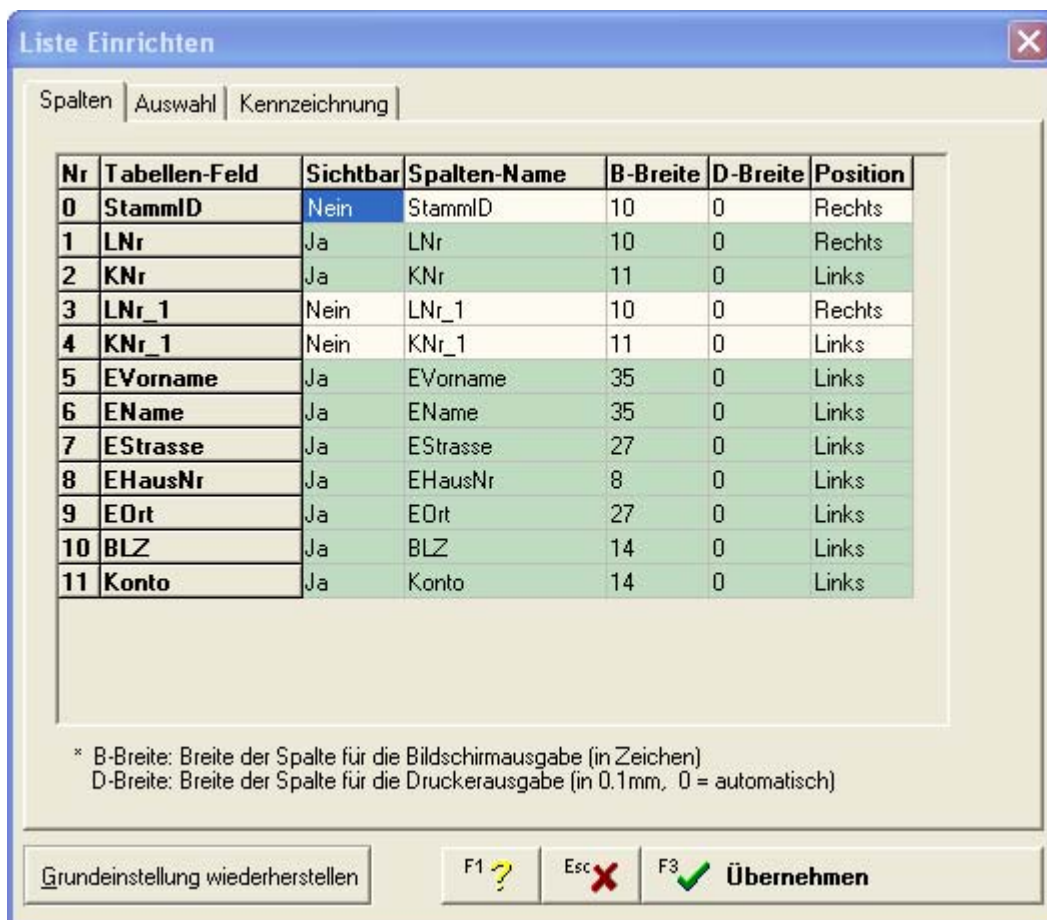 Liste Einrichten
Spalten Auswahl Kennzeichnung
Nr Tabellen-Feld Sichtbar Spalten-Name B-Breite D-Breite Position
0 StammID Nein StammID 10 0 Rechts
1 LNr Ja LNr 10 0 Rechts
2 KNr Ja KNr 11 0 Links
3 LNr_1 Nein LNr_1 10 0 Rechts
4 KNr_1 Nein KNr_1 11 0 Links
5 EVorname Ja EVorname 35 0 Links
6 EName Ja EName 35 0 Links
7 EStrasse Ja EStrasse 27 0 Links
8 EHausNr Ja EHausNr 8 0 Links
9 EOrt Ja EOrt 27 0 Links
10 BLZ Ja BLZ 14 0 Links
11 Konto Ja Konto 14 0 Links
* B-Breite: Breite der Spalte für die Bildschirmausgabe (in Zeichen)
D-Breite: Breite der Spalte für die Druckerausgabe (in 0.1mm, 0 = automatisch)
Grundeinstellung wiederherstellen F1 ? Esc F3 Übernehmen